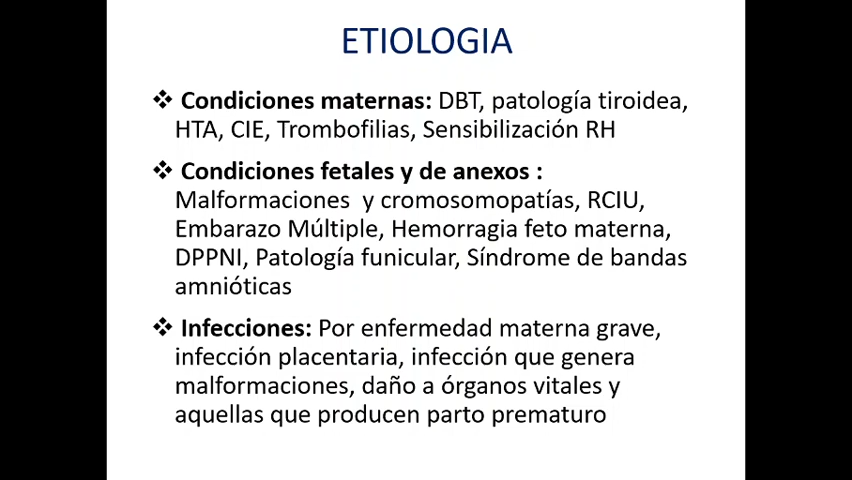 ETIOLOGIA
❖ Condiciones maternas: DBT, patología tiroidea,
HTA, CIE, Trombofilias, Sensibilización RH
❖ Condiciones fetales y de anexos :
Malformaciones y cromosomopatías, RCIU,
Embarazo Múltiple, Hemorragia feto materna,
DPPNI, Patología funicular, Síndrome de bandas
amnióticas
❖ Infecciones: Por enfermedad materna grave,
infección placentaria, infección que genera
malformaciones, daño a órganos vitales y
aquellas que producen parto prematuro